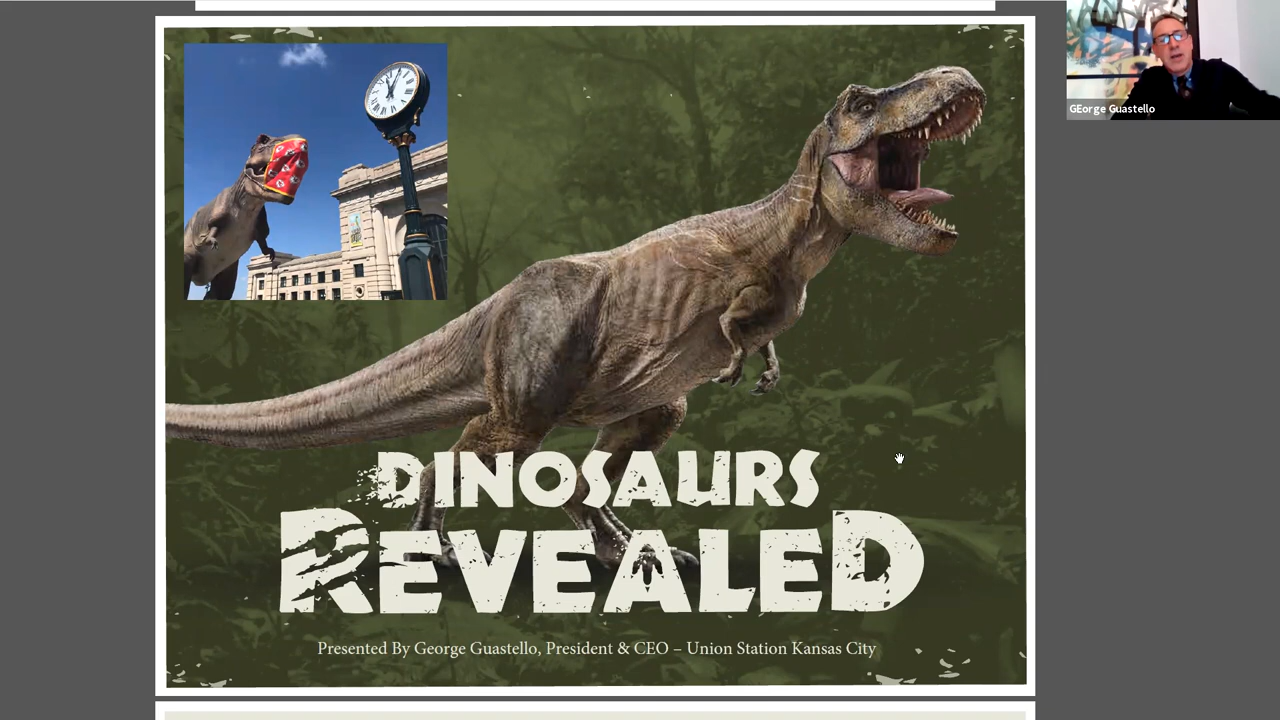 DINOSAURS
REVEALED
Presented By George Guastello, President & CEO – Union Station Kansas City
GEorge Guastello